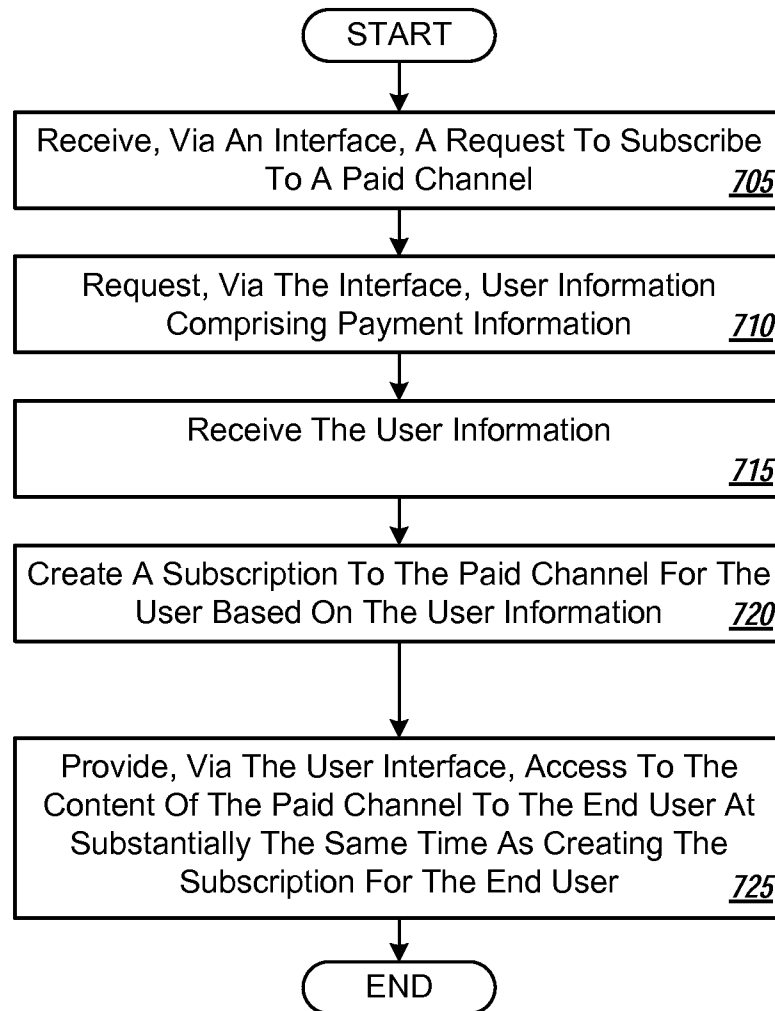 START
Receive, Via An Interface, A Request To Subscribe
To A Paid Channel
705
Request, Via The Interface, User Information
Comprising Payment Information
710
Receive The User Information
715
Create A Subscription To The Paid Channel For The
User Based On The User Information
720
Provide, Via The User Interface, Access To The
Content Of The Paid Channel To The End User At
Substantially The Same Time As Creating The
Subscription For The End User
725
END